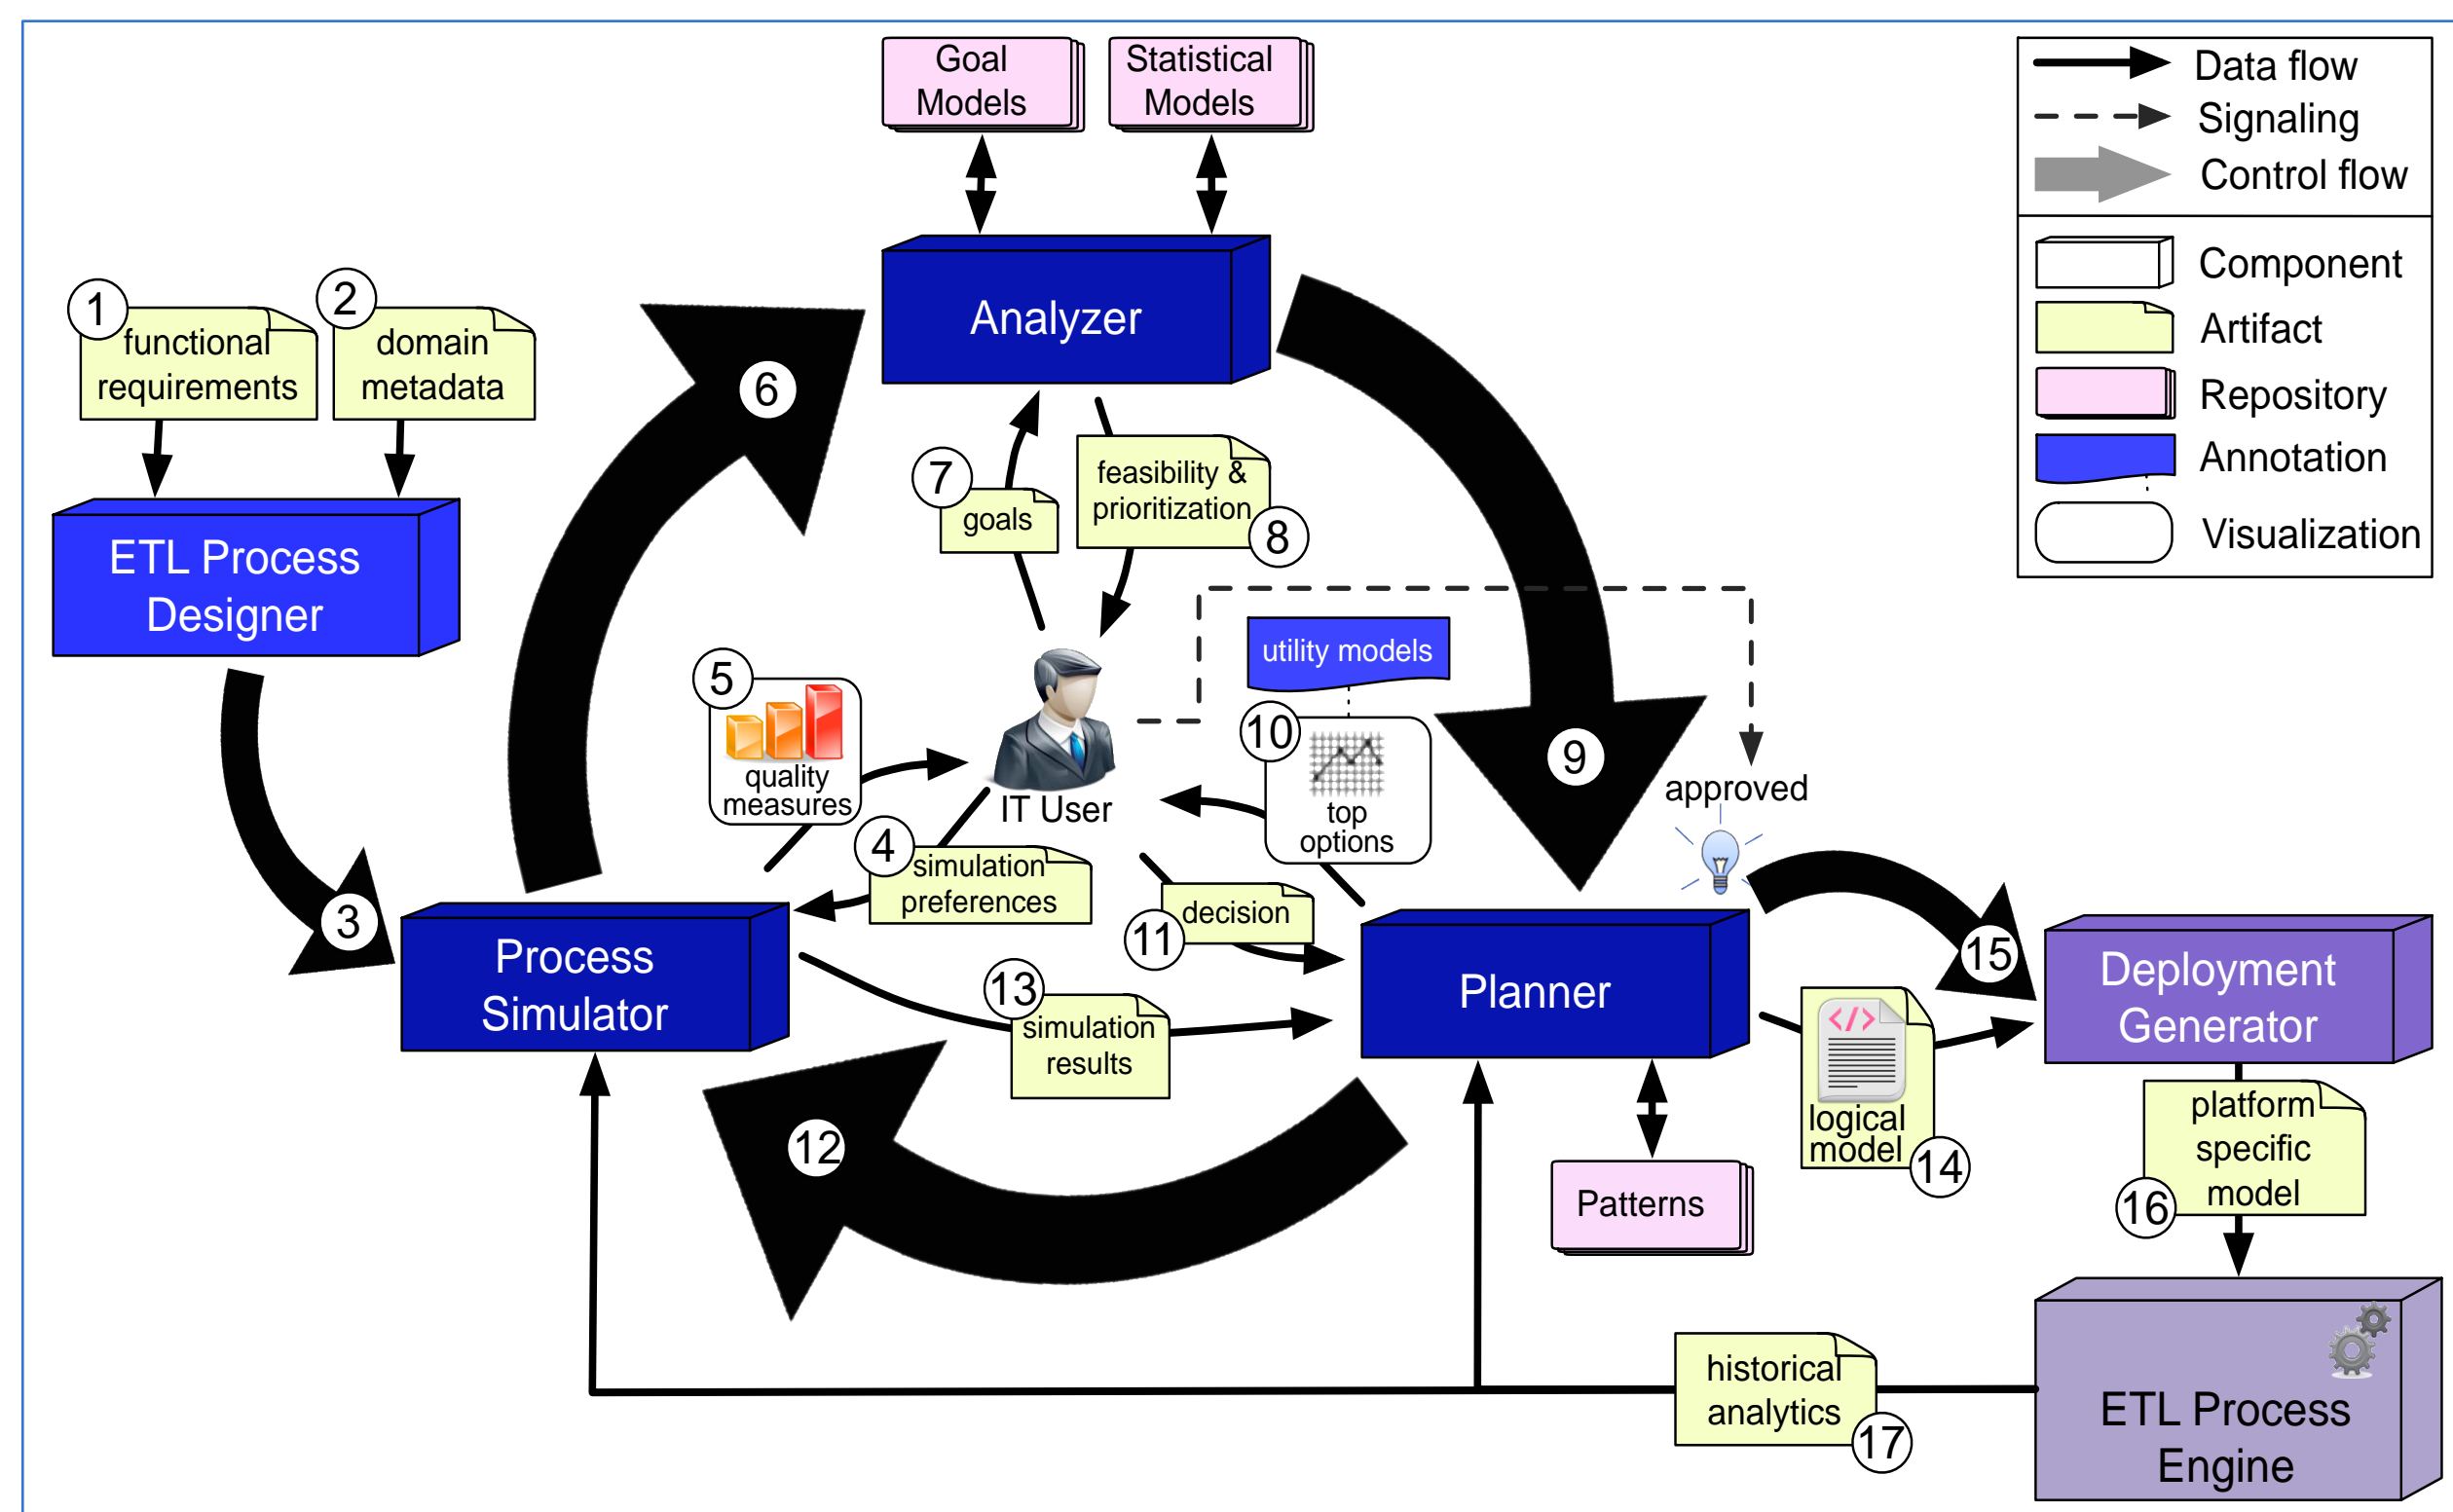 Goal
Models
Statistical
Models
Data flow
Signaling
Control flow
Component
Artifact
Repository
Annotation
Visualization
1
functional
requirements
2
domain
metadata
Analyzer
6
7
goals
feasibility &
prioritization
8
ETL Process
Designer
5
quality
measures
IT User
utility models
10
top
options
9
approved
4
simulation
preferences
11
decision
3
Process
Simulator
13
simulation
results
Planner
15
Deployment
Generator
</>
logical
model
14
platform
specific
model
16
12
Patterns
historical
analytics
17
ETL Process
Engine